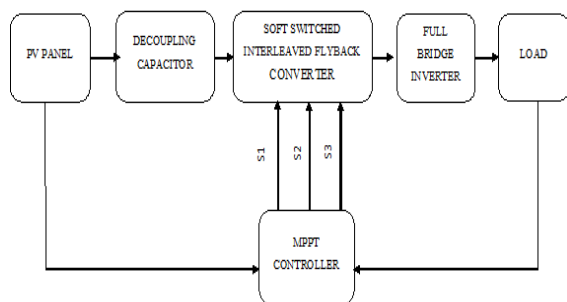 PV PANEL
DECOUPLING
CAPACITOR
SOFT SWITCHED
INTERLEAVED FLYBACK
CONVERTER
FULL
BRIDGE
INVERTER
LOAD
S1
S2
S3
MPPT
CONTROLLER